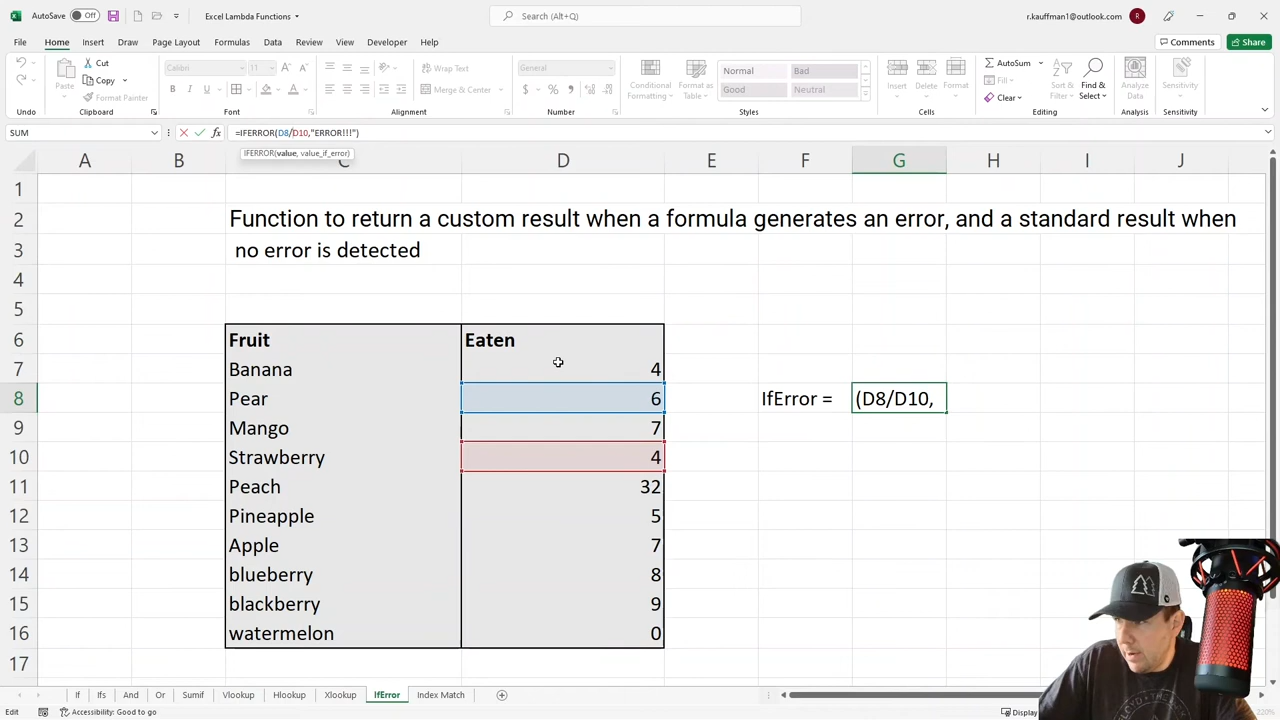 AutoSave Off Excel Lambda Functions Search (Alt+Q) r.kauffman1@outlook.com R
File Home Insert Draw Page Layout Formulas Data Review View Developer Help Comments Share
Paste Cut Copy Format Painter
Calibri 11
Wrap Text
Merge & Center
General
Conditional Formatting Format as Table
Normal Bad
Good Neutral
Insert Delete Format
AutoSum
Fill
Clear
Sort & Filter Find & Select
Analyze Data
Sensitivity
Undo Clipboard Font Alignment Number Styles Cells Editing Analysis Sensitivity
SUM =IFERROR(D8/D10,"ERROR!!!")
IFERROR(value, value_if_error)
A B C D E F G H I J
1
2 Function to return a custom result when a formula generates an error, and a standard result when
3 no error is detected
4
5
6 Fruit Eaten
7 Banana 4
8 Pear 6 IfError = (D8/D10,
9 Mango 7
10 Strawberry 4
11 Peach 32
12 Pineapple 5
13 Apple 7
14 blueberry 8
15 blackberry 9
16 watermelon 0
17
If Ifs And Or Sumif Vlookup Hlookup Xlookup IfError Index Match
Edit Accessibility: Good to go Display 220%